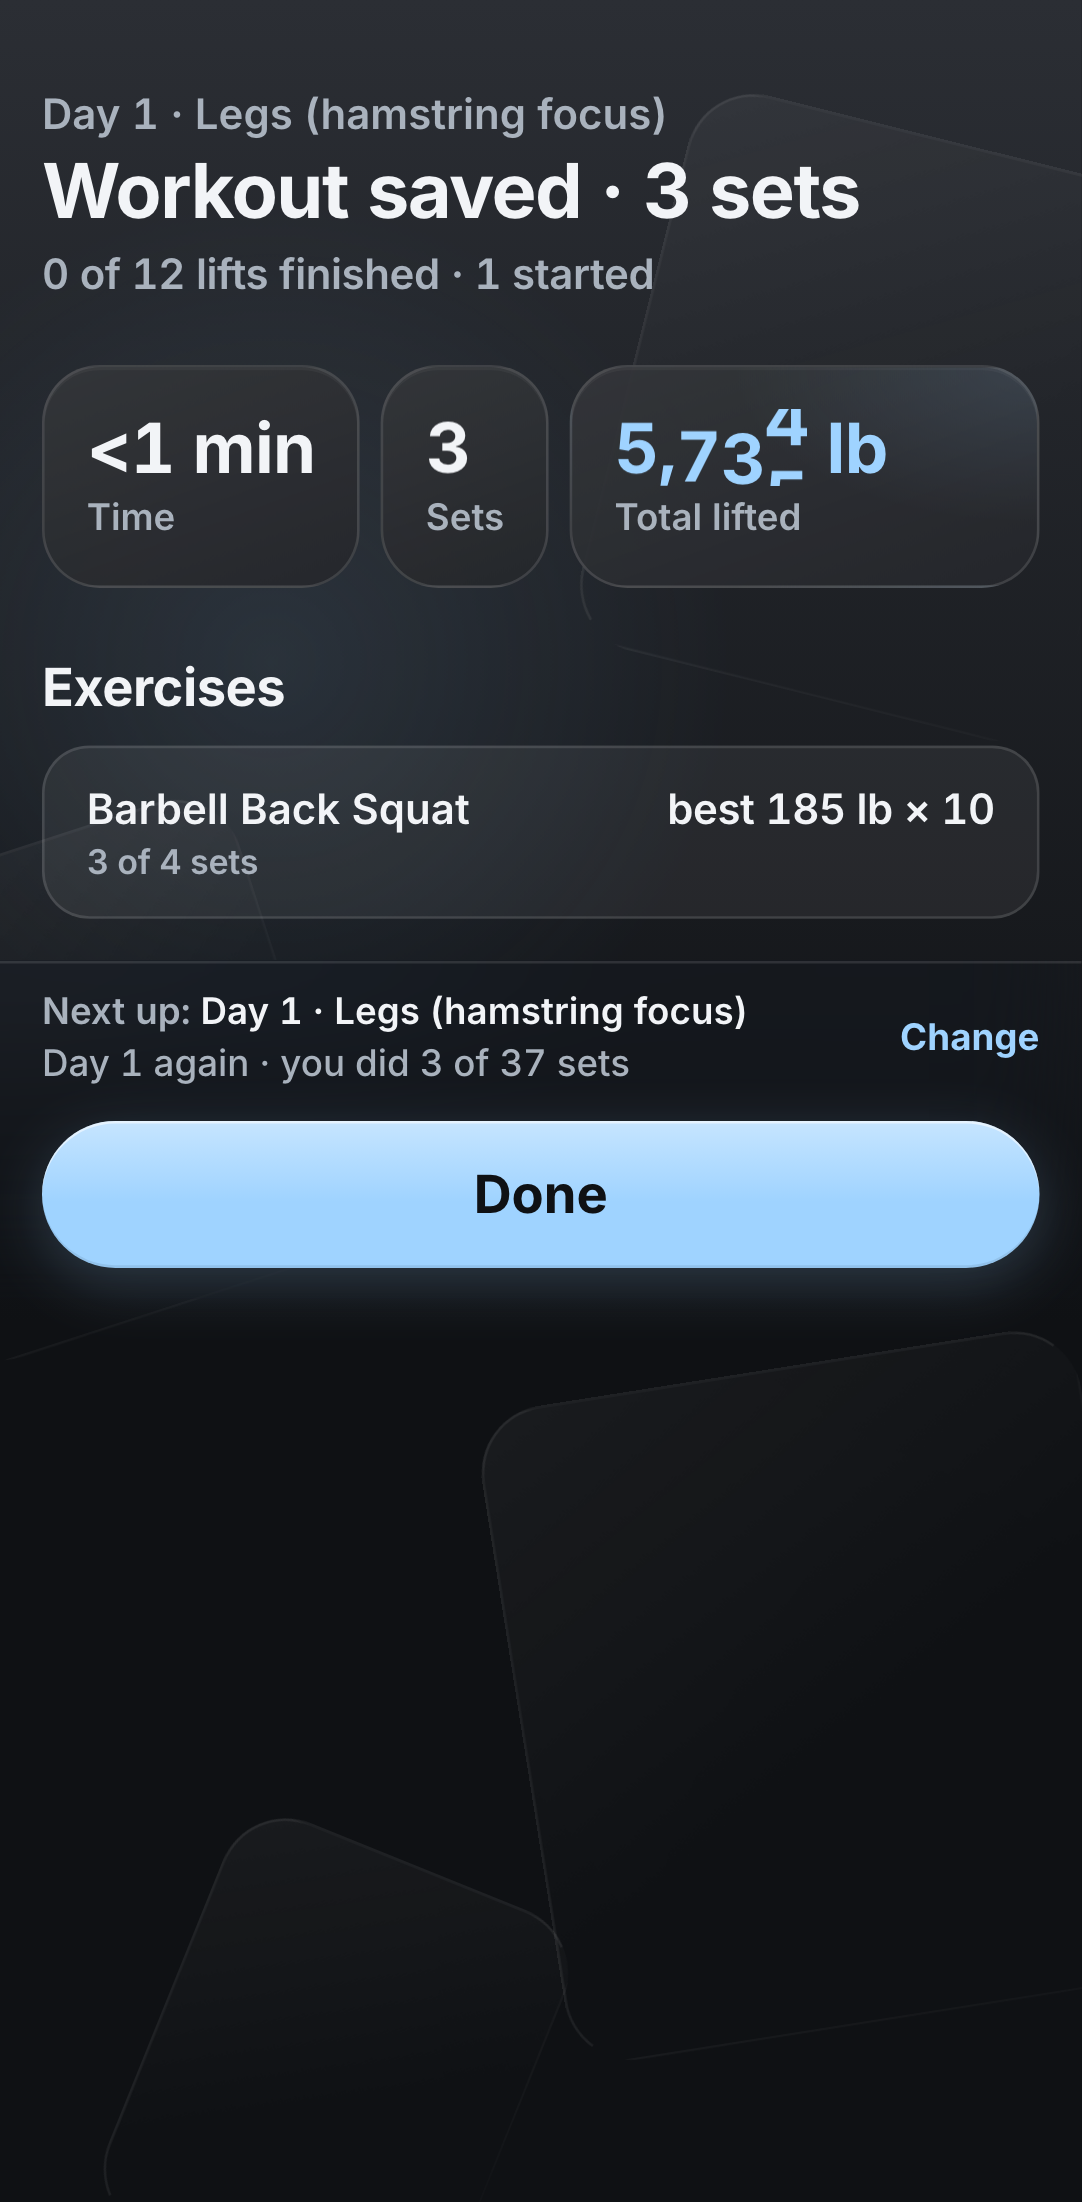 Day 1 · Legs (hamstring focus)
Workout saved · 3 sets
0 of 12 lifts finished · 1 started
<1 min
Time
3
Sets
lb
Total lifted
Exercises
Barbell Back Squat
best 185 lb × 10
3 of 4 sets
Next up: Day 1 · Legs (hamstring focus)
Day 1 again · you did 3 of 37 sets
Change
Done